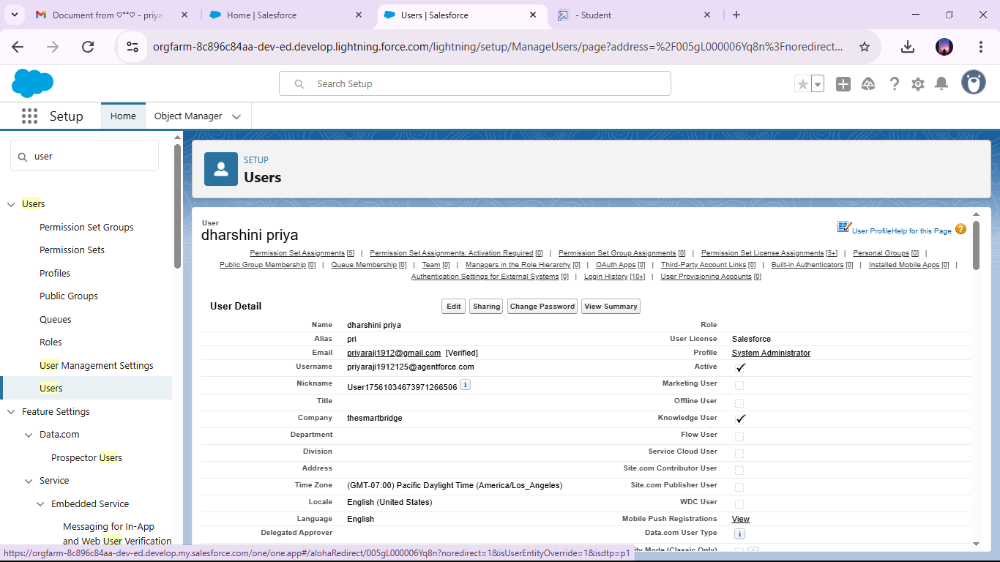 Document from ♡°°♡ - priya
Home | Salesforce
Users | Salesforce
- Student
orgfarm-8c896c84aa-dev-ed.develop.lightning.force.com/lightning/setup/ManageUsers/page?address=%2F005gL000006Yq8n%3Fnoredirect...
Search Setup
Setup
Home
Object Manager
user
Users
Permission Set Groups
Permission Sets
Profiles
Public Groups
Queues
Roles
User Management Settings
Users
Feature Settings
Data.com
Prospector Users
Service
Embedded Service
Messaging for In-App
and Web User Verification
SETUP
Users
User
dharshini priya
User Profile Help for this Page
Permission Set Assignments [5] | Permission Set Assignments: Activation Required [0] | Permission Set Group Assignments [0] | Permission Set License Assignments [5+] | Personal Groups [0] |
Public Group Membership [0] | Queue Membership [0] | Team [0] | Managers in the Role Hierarchy [0] | OAuth Apps [0] | Third-Party Account Links [0] | Built-in Authenticators [0] | Installed Mobile Apps [0] |
Authentication Settings for External Systems [0] | Login History [10+] | User Provisioning Accounts [0]
User Detail
Edit Sharing Change Password View Summary
Name dharshini priya Role
Alias pri User License Salesforce
Email priyaraji1912@gmail.com [Verified] Profile System Administrator
Username priyaraji1912125@agentforce.com Active
Nickname User17561034673971266506 i Marketing User
Title Offline User
Company thesmartbridge Knowledge User
Department Flow User
Division Service Cloud User
Address Site.com Contributor User
Time Zone (GMT-07:00) Pacific Daylight Time (America/Los_Angeles) Site.com Publisher User
Locale English (United States) WDC User
Language English Mobile Push Registrations View
Delegated Approver Data.com User Type i
Mode (Classic Only)
https://orgfarm-8c896c84aa-dev-ed.develop.my.salesforce.com/one/one.app#/alohaRedirect/005gL000006Yq8n?noredirect=1&isUserEntityOverride=1&isdtp=p1